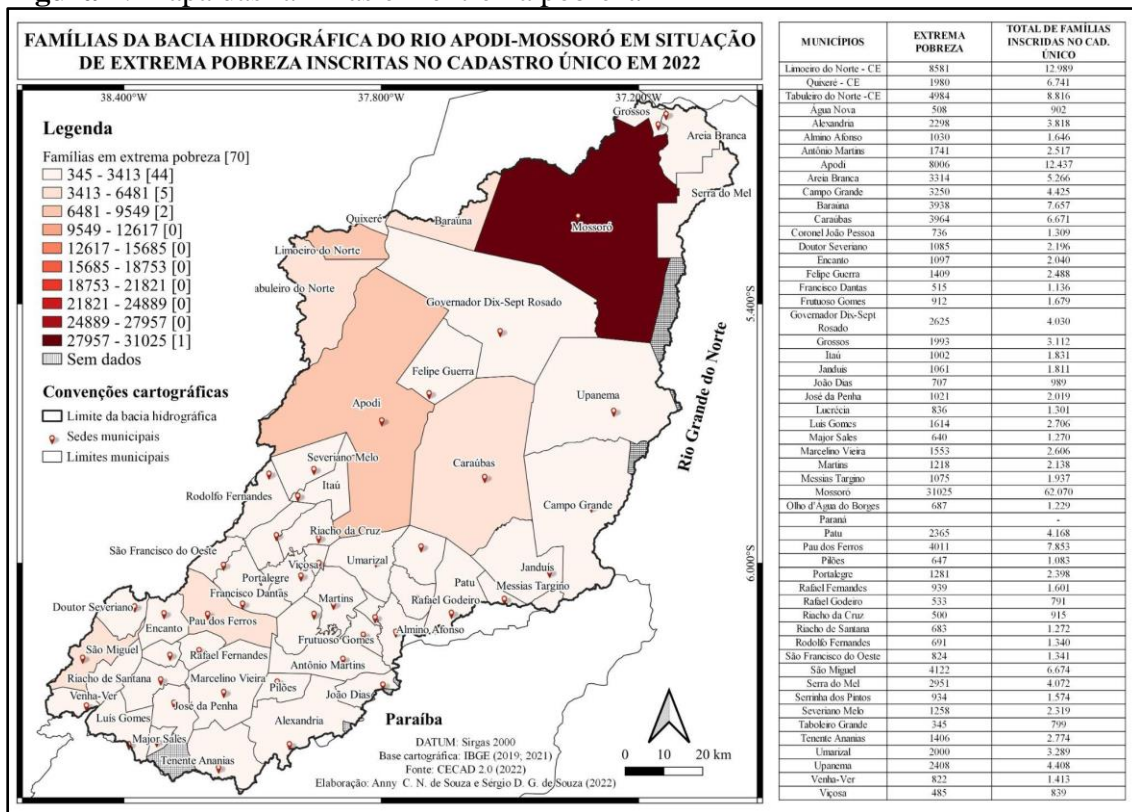 FAMÍLIAS DA BACIA HIDROGRÁFICA DO RIO APODI-MOSSORÓ EM SITUAÇÃO
DE EXTREMA POBREZA INSCRITAS NO CADASTRO ÚNICO EM 2022
38.400°W 37.800°W 37.200°W
Legenda
Famílias em extrema pobreza [70]
345 - 3413 [44]
3413 - 6481 [5]
6481 - 9549 [2]
9549 - 12617 [0]
12617 - 15685 [0]
15685 - 18753 [0]
18753 - 21821 [0]
21821 - 24889 [0]
24889 - 27957 [0]
27957 - 31025 [1]
Sem dados
Convenções cartográficas
Limite da bacia hidrográfica
Sedes municipais
Limites municipais
Grossos
Areia Branca
Serra do Mel
Mossoró
Baraúna
Quixeré
Limoeiro do Norte
abuleiro do Norte
Governador Dix-Sept Rosado
5.400°S
Felipe Guerra
Upanema
Apodi
Rio Grande do Norte
Severiano Melo
Caraúbas
Itaú
Rodolfo Fernandes
Campo Grande
Riacho da Cruz
São Francisco do Oeste
Umarizal
Viçosa
Janduís
6.000°S
Portalegre
Patu
Messias Targino
Francisco Dantas
Martins
Rafael Godeiro
Doutor Severiano
Pau dos Ferros
Encanto
Almino Afonso
Frutuoso Gomes
São Miguel
Rafael Fernandes
Antônio Martins
Riacho de Santana
Marcelino Vieira
Pilões
João Dias
Venha-Ver
José da Penha
Luís Gomes
Alexandria
Paraíba
Major Sales
Tenente Ananias
DATUM: Sirgas 2000
Base cartográfica: IBGE (2019; 2021)
Fonte: CECAD 2.0 (2022)
Elaboração: Anny C. N. de Souza e Sérgio D. G. de Souza (2022)
0 10 20 km
MUNICÍPIOS EXTREMA POBREZA TOTAL DE FAMÍLIAS INSCRIDAS NO CAD. ÚNICO
Limoeiro do Norte - CE 8581 12.989
Quixeré - CE 1980 6.741
Tabuleiro do Norte -CE 4984 8.816
Água Nova 508 902
Alexandria 2298 3.818
Almino Afonso 1030 1.646
Antônio Martins 1741 2.517
Apodi 8006 12.437
Areia Branca 3314 5.266
Campo Grande 3250 4.425
Baraúna 3938 7.657
Caraúbas 3964 6.671
Coronel João Pessoa 736 1.309
Doutor Severiano 1085 2.196
Encanto 1097 2.040
Felipe Guerra 1409 2.488
Francisco Dantas 515 1.136
Frutuoso Gomes 912 1.679
Governador Dix-Sept Rosado 2625 4.030
Grossos 1993 3.112
Itaú 1002 1.831
Janduís 1061 1.811
João Dias 707 989
José da Penha 1021 2.019
Lucrécia 836 1.301
Luís Gomes 1614 2.706
Major Sales 640 1.270
Marcelino Vieira 1553 2.606
Martins 1218 2.138
Messias Targino 1075 1.937
Mossoró 31025 62.070
Olho d'Água do Borges 687 1.229
Paraná -
Patu 2365 4.168
Pau dos Ferros 4011 7.853
Pilões 647 1.083
Portalegre 1281 2.398
Rafael Fernandes 939 1.601
Rafael Godeiro 533 791
Riacho da Cruz 500 915
Riacho de Santana 683 1.272
Rodolfo Fernandes 691 1.340
São Francisco do Oeste 824 1.341
São Miguel 4122 6.674
Serra do Mel 2951 4.072
Serrinha dos Pintos 934 1.574
Severiano Melo 1258 2.319
Taboleiro Grande 345 799
Tenente Ananias 1406 2.774
Umarizal 2000 3.289
Upanema 2408 4.408
Venha-Ver 822 1.413
Viçosa 485 839